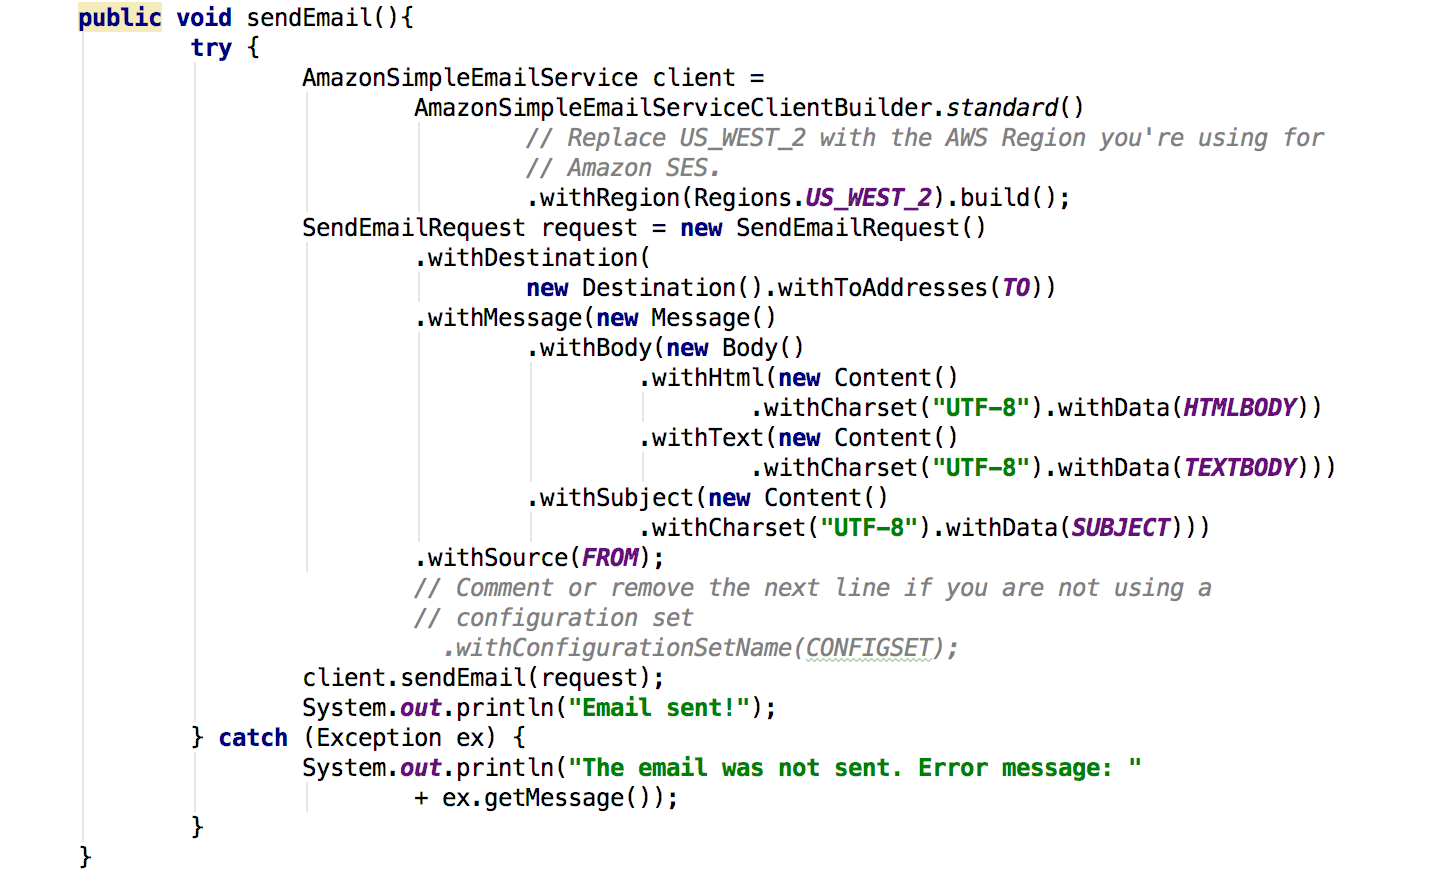 public void sendEmail(){
try {
AmazonSimpleEmailService client =
AmazonSimpleEmailServiceClientBuilder.standard()
// Replace US_WEST_2 with the AWS Region you're using for
// Amazon SES.
.withRegion(Regions.US_WEST_2).build();
SendEmailRequest request = new SendEmailRequest()
.withDestination(
new Destination().withToAddresses(TO))
.withMessage(new Message()
.withBody(new Body()
.withHtml(new Content()
.withCharset("UTF-8").withData(HTMLBODY))
.withText(new Content()
.withCharset("UTF-8").withData(TEXTBODY)))
.withSubject(new Content()
.withCharset("UTF-8").withData(SUBJECT)))
.withSource(FROM);
// Comment or remove the next line if you are not using a
// configuration set
.withConfigurationSetName(CONFIGSET);
client.sendEmail(request);
System.out.println("Email sent!");
} catch (Exception ex) {
System.out.println("The email was not sent. Error message: "
+ ex.getMessage());
}
}